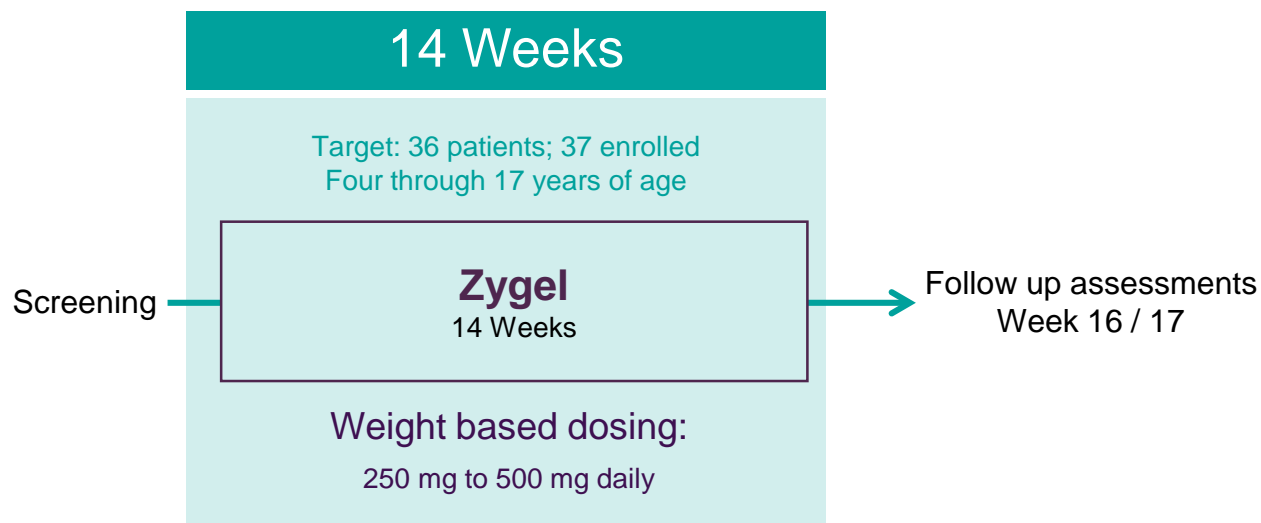 14 Weeks
Target: 36 patients; 37 enrolled
Four through 17 years of age
Screening
Zygel
14 Weeks
Follow up assessments
Week 16 / 17
Weight based dosing:
250 mg to 500 mg daily